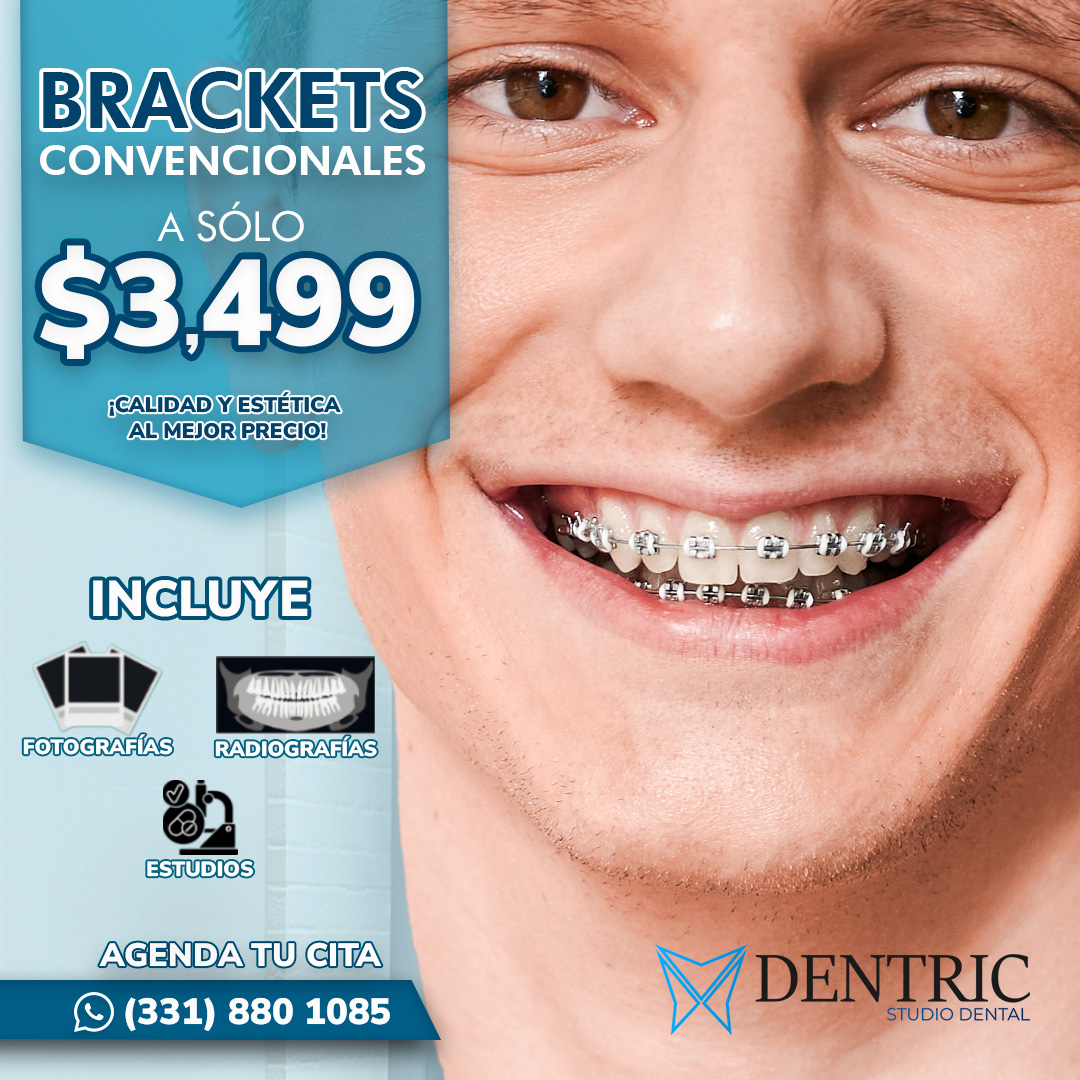 BRACKETS
CONVENCIONALES
A SÓLO
$3,499
¡CALIDAD Y ESTÉTICA
AL MEJOR PRECIO!
INCLUYE
FOTOGRAFÍAS
RADIOGRAFÍAS
ESTUDIOS
AGENDA TU CITA
(331) 880 1085
DENTRIC
STUDIO DENTAL